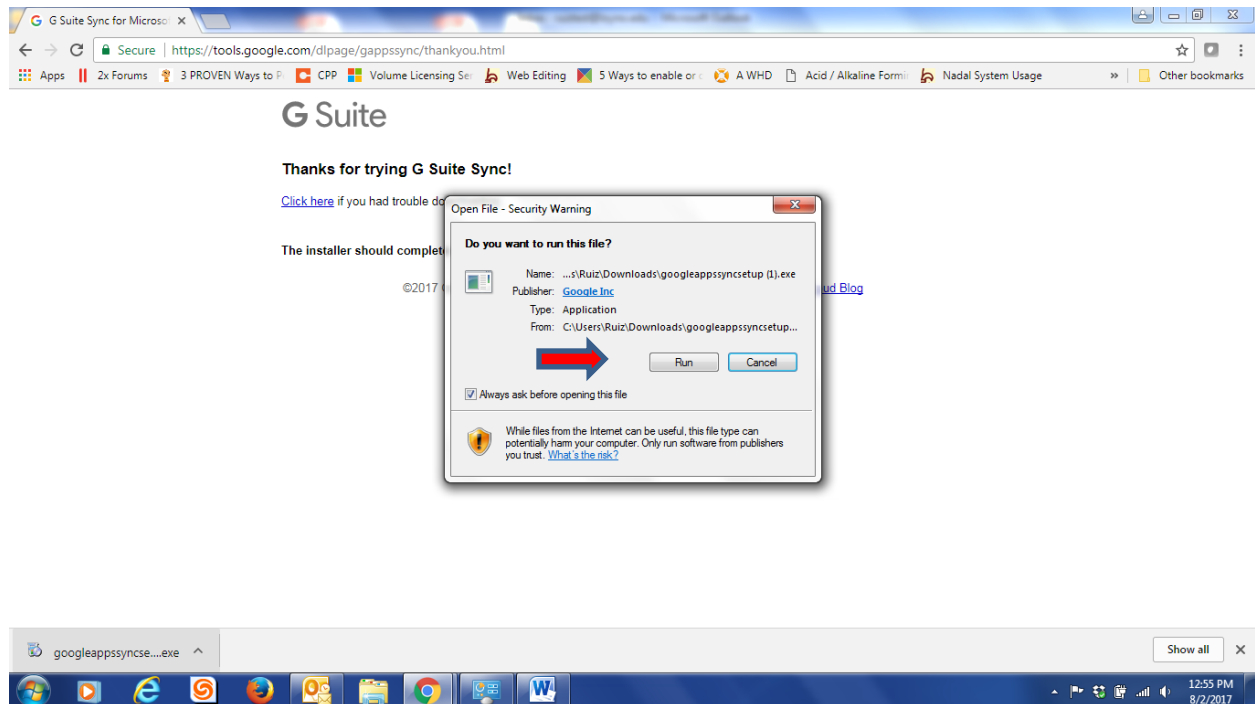 G Suite Sync for Microsof
Secure | https://tools.google.com/dlpage/gappssync/thankyou.html
Apps 2x Forums 3 PROVEN Ways to P CPP Volume Licensing Ser Web Editing 5 Ways to enable or A WHD Acid / Alkaline Formi Nadal System Usage » Other bookmarks
G Suite
Thanks for trying G Suite Sync!
Click here if you had trouble do
The installer should complet
©2017
ud Blog
Open File - Security Warning
Do you want to run this file?
Name: ...s\Ruiz\Downloads\googleappssyncsetup (1).exe
Publisher: Google Inc
Type: Application
From: C:\Users\Ruiz\Downloads\googleappssyncsetup...
Run Cancel
Always ask before opening this file
While files from the Internet can be useful, this file type can
potentially harm your computer. Only run software from publishers
you trust. What's the risk?
googleappssyncse....exe
Show all
12:55 PM
8/2/2017